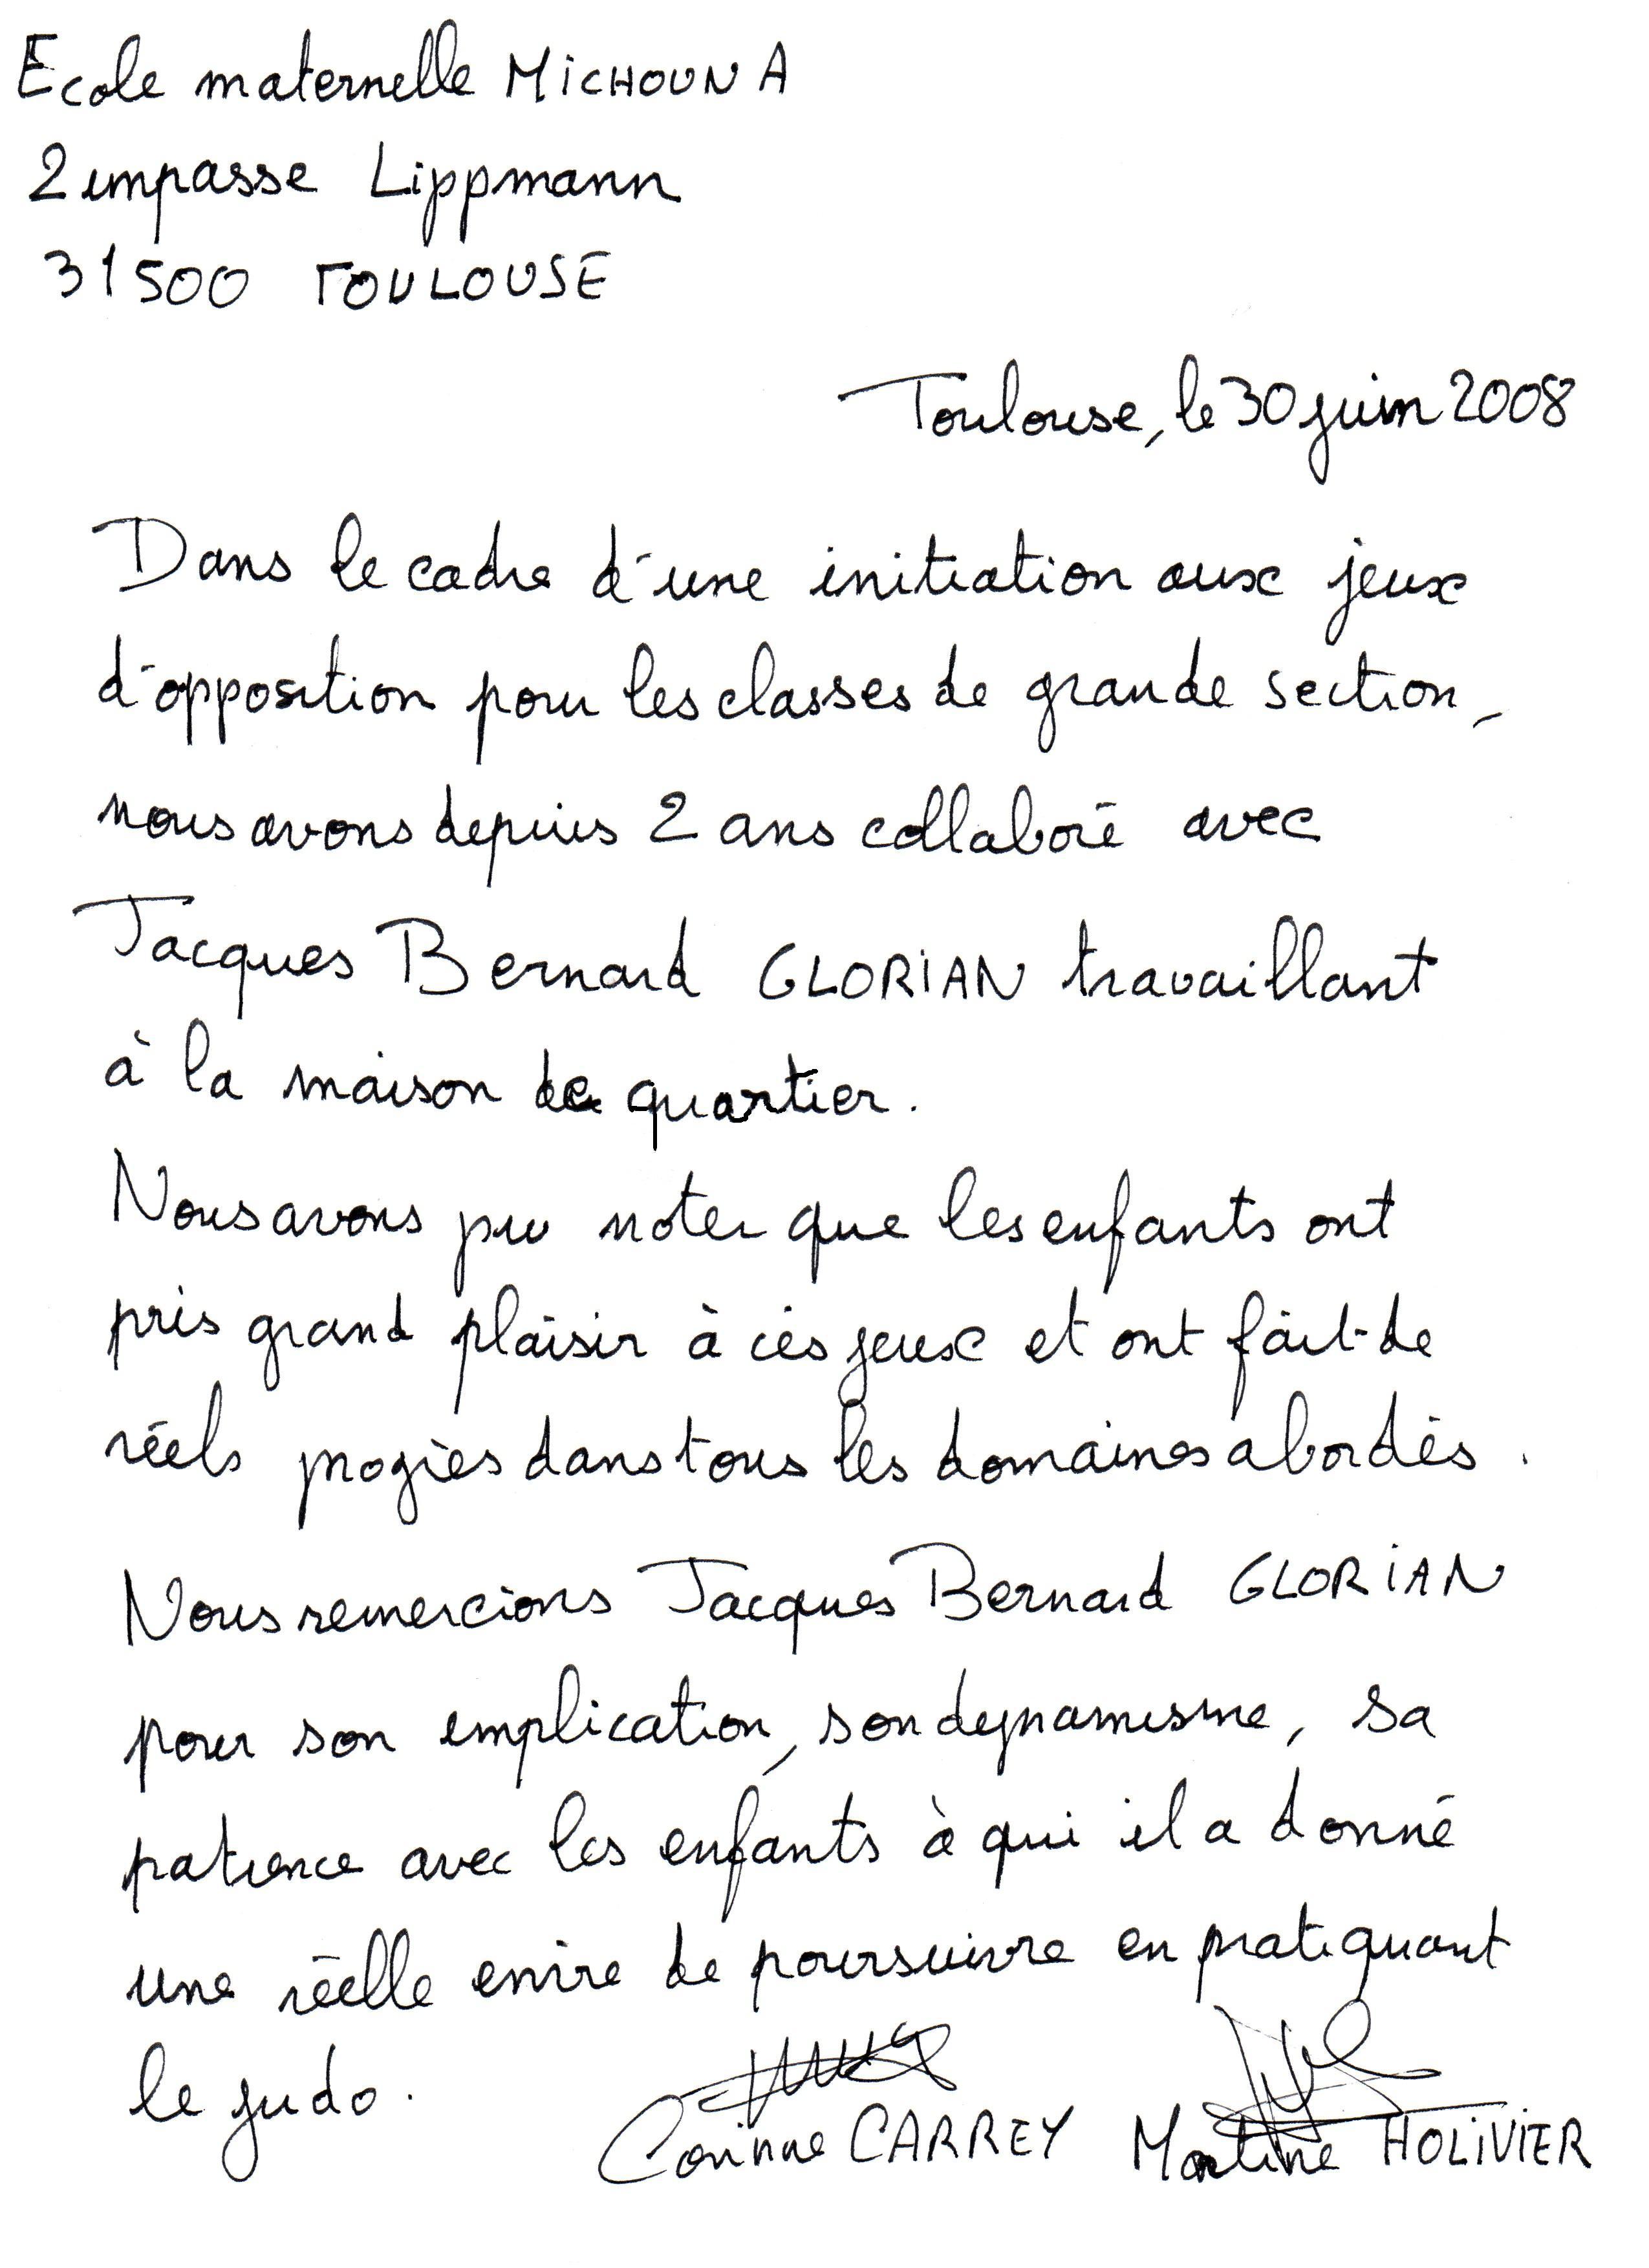 Ecole maternelle MiCHOUN A
2 impasse Lippmann
31500 TOULOUSE
Toulouse, le 30 juin 2008
Dans le cadre d'une initiation aux jeux
d'opposition pour les classes de grande section,
nous avons depuis 2 ans collaboré avec
Jacques Bernard GLORiAN travaillant
à la maison de quartier.
Nous avons pu noter que les enfants ont
pris grand plaisir à ces jeux et ont fait de
réels progrès dans tous les domaines abordés.
Nous remercions Jacques Bernard GLORiAN
pour son implication, son dynamisme, sa
patience avec les enfants à qui il a donné
une réelle envie de poursuivre en pratiquant
le judo.
Corinne CARREY Martine HOLiViER